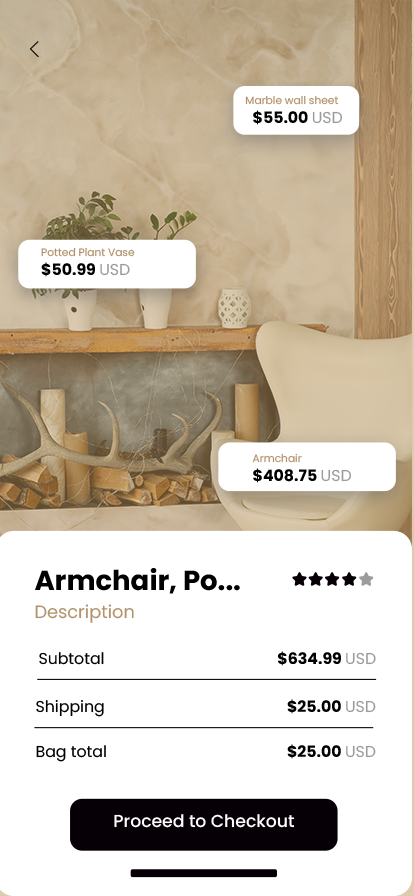 Marble wall sheet
$55.00 USD
Potted Plant Vase
$50.99 USD
Armchair
$408.75 USD
Armchair, Po...
Description
Subtotal $634.99 USD
Shipping $25.00 USD
Bag total $25.00 USD
Proceed to Checkout